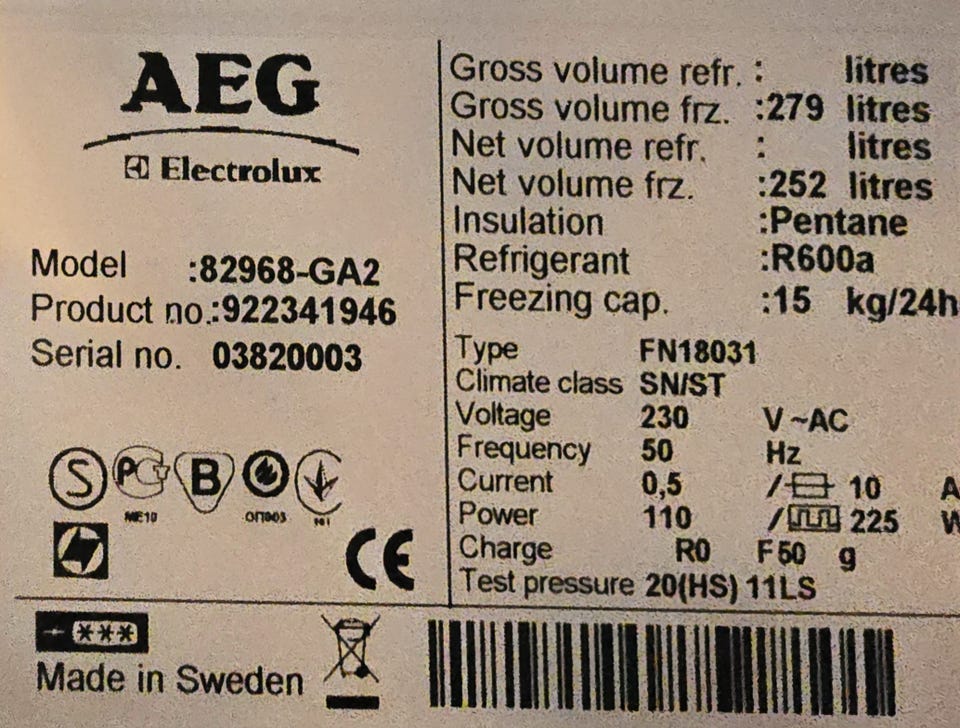 AEG
Electrolux
Model :82968-GA2
Product no.:922341946
Serial no. 03820003
S PG B
ME10 ОП003
CE
Gross volume refr. : litres
Gross volume frz. :279 litres
Net volume refr. : litres
Net volume frz. :252 litres
Insulation :Pentane
Refrigerant :R600a
Freezing cap. :15 kg/24h
Type FN18031
Climate class SN/ST
Voltage 230 V ~AC
Frequency 50 Hz
Current 0,5 / 10 A
Power 110 / 225 W
Charge R0 F50 g
Test pressure 20(HS) 11LS
***
Made in Sweden